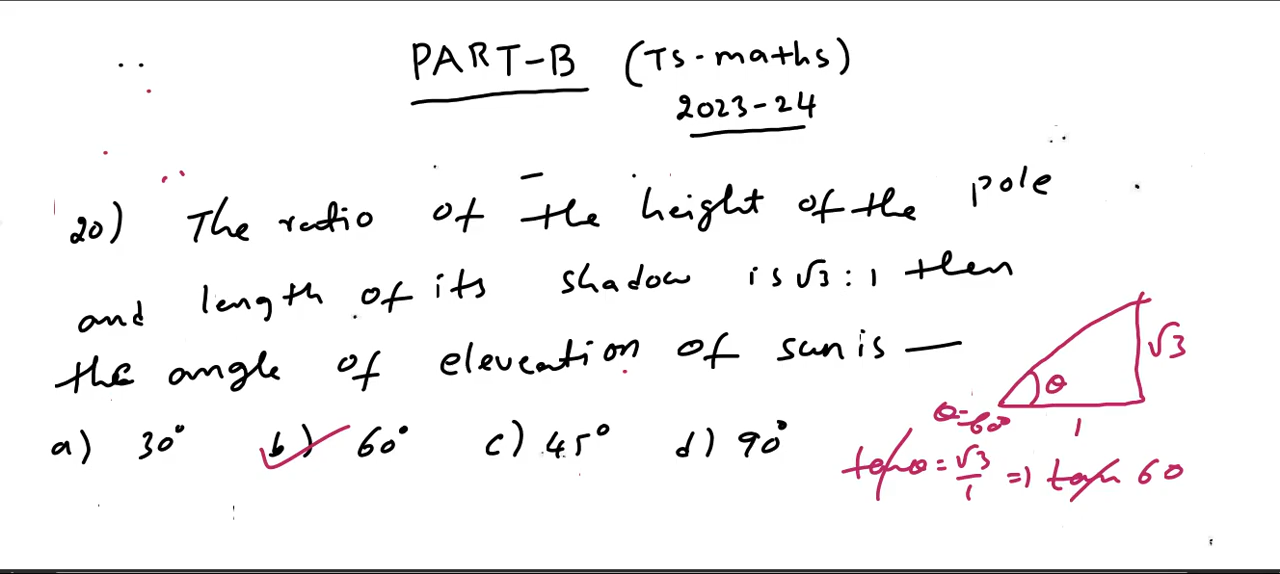 PART-B (TS-maths)
2023-24
20) The ratio of the height of the pole
and length of its shadow is √3 : 1 then
the angle of elevation of sun is —
a) 30° b) 60° c) 45° d) 90°
√3
θ
1
θ=60°
tanθ = √3/1 => tan 60